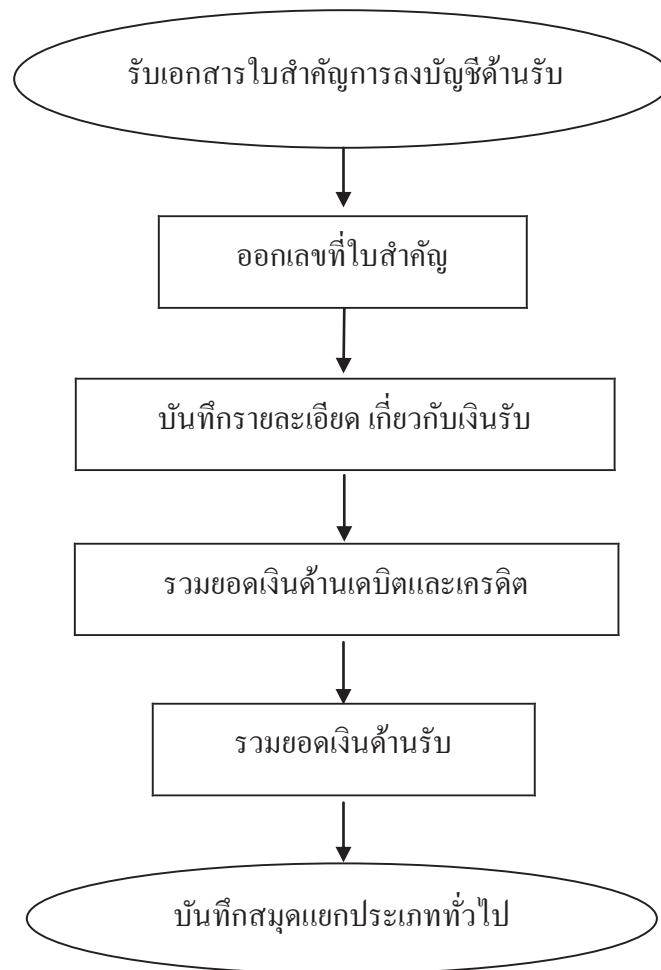 รับเอกสารใบสำคัญการลงบัญชีด้านรับ
ออกเลขที่ใบสำคัญ
บันทึกรายละเอียด เกี่ยวกับเงินรับ
รวมยอดเงินด้านเดบิตและเครดิต
รวมยอดเงินด้านรับ
บันทึกสมุดแยกประเภททั่วไป